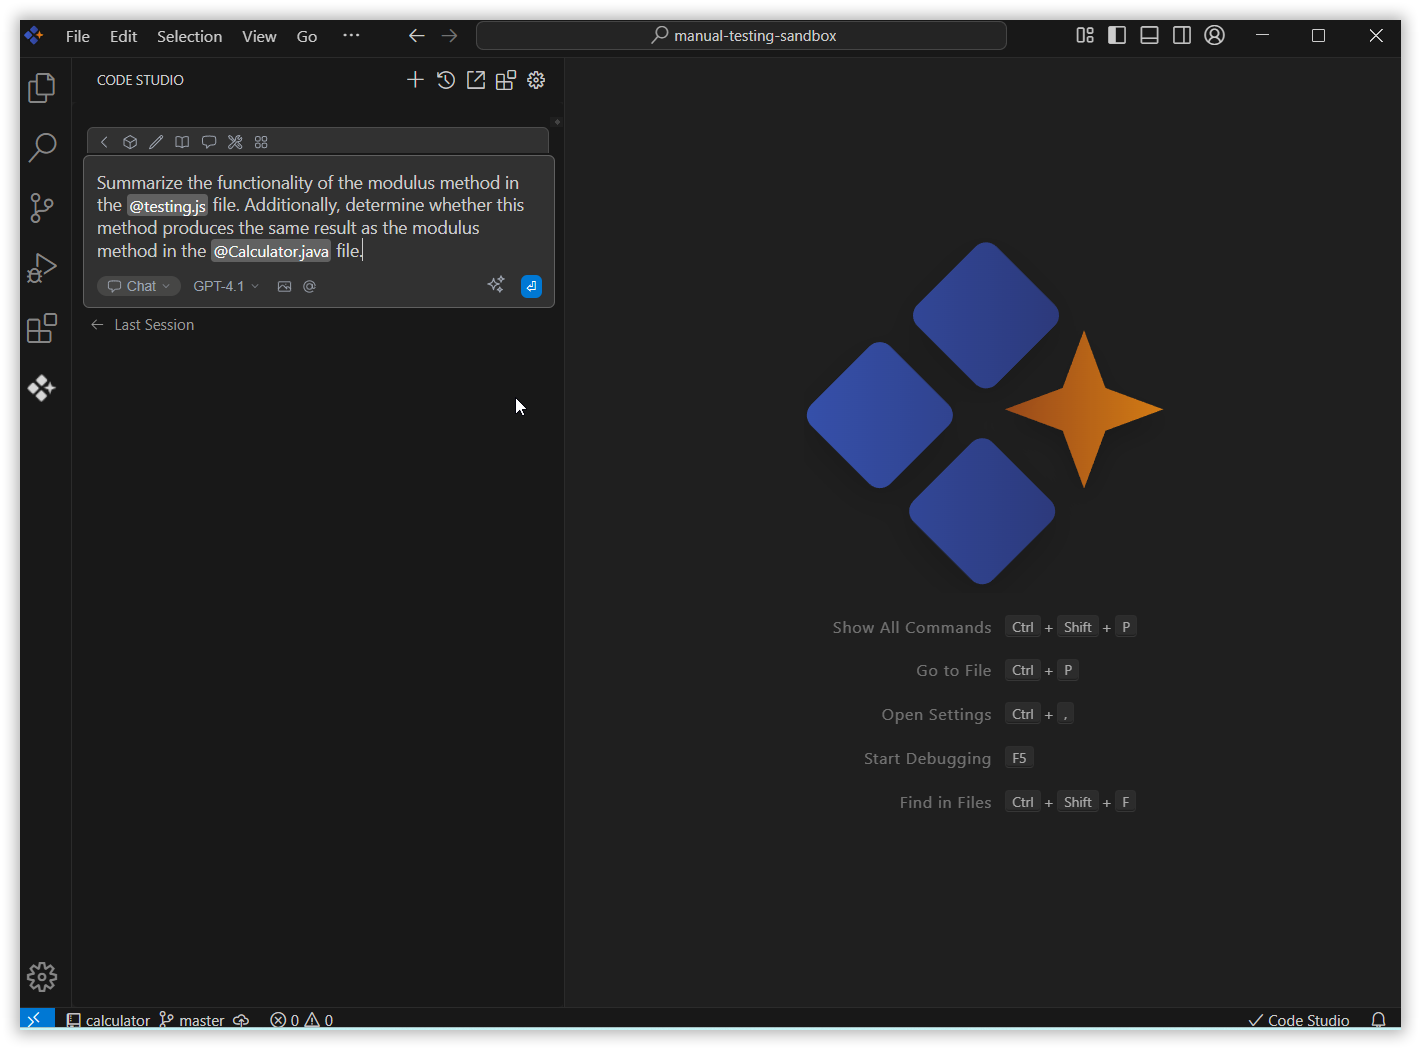 File Edit Selection View Go ···
manual-testing-sandbox
CODE STUDIO
Summarize the functionality of the modulus method in
the @testing.js file. Additionally, determine whether this
method produces the same result as the modulus
method in the @Calculator.java file.
Chat GPT-4.1 @
Last Session
Show All Commands Ctrl + Shift + P
Go to File Ctrl + P
Open Settings Ctrl + ,
Start Debugging F5
Find in Files Ctrl + Shift + F
calculator master 0 0 Code Studio